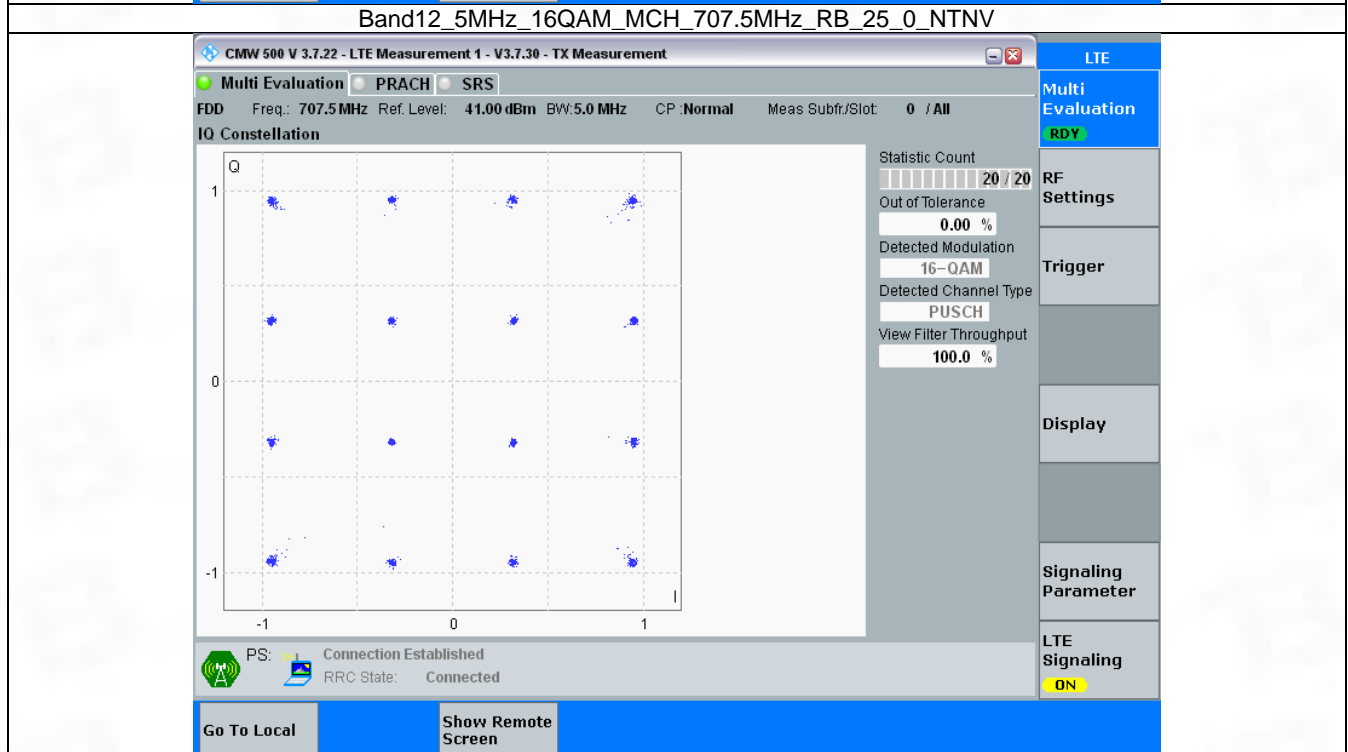 Band12_5MHz_16QAM_MCH_707.5MHz_RB_25_0_NTNV
CMW 500 V 3.7.22 - LTE Measurement 1 - V3.7.30 - TX Measurement
LTE
Multi Evaluation PRACH SRS
FDD Freq.: 707.5 MHz Ref. Level: 41.00 dBm BW:5.0 MHz CP :Normal Meas Subfr./Slot: 0 / All
IQ Constellation
Q
1
0
-1
-1 0 1
I
Statistic Count
20 / 20
Out of Tolerance
0.00 %
Detected Modulation
16-QAM
Detected Channel Type
PUSCH
View Filter Throughput
100.0 %
Multi
Evaluation
RDY
RF
Settings
Trigger
Display
Signaling
Parameter
LTE
Signaling
ON
PS: Connection Established
RRC State: Connected
Go To Local
Show Remote
Screen